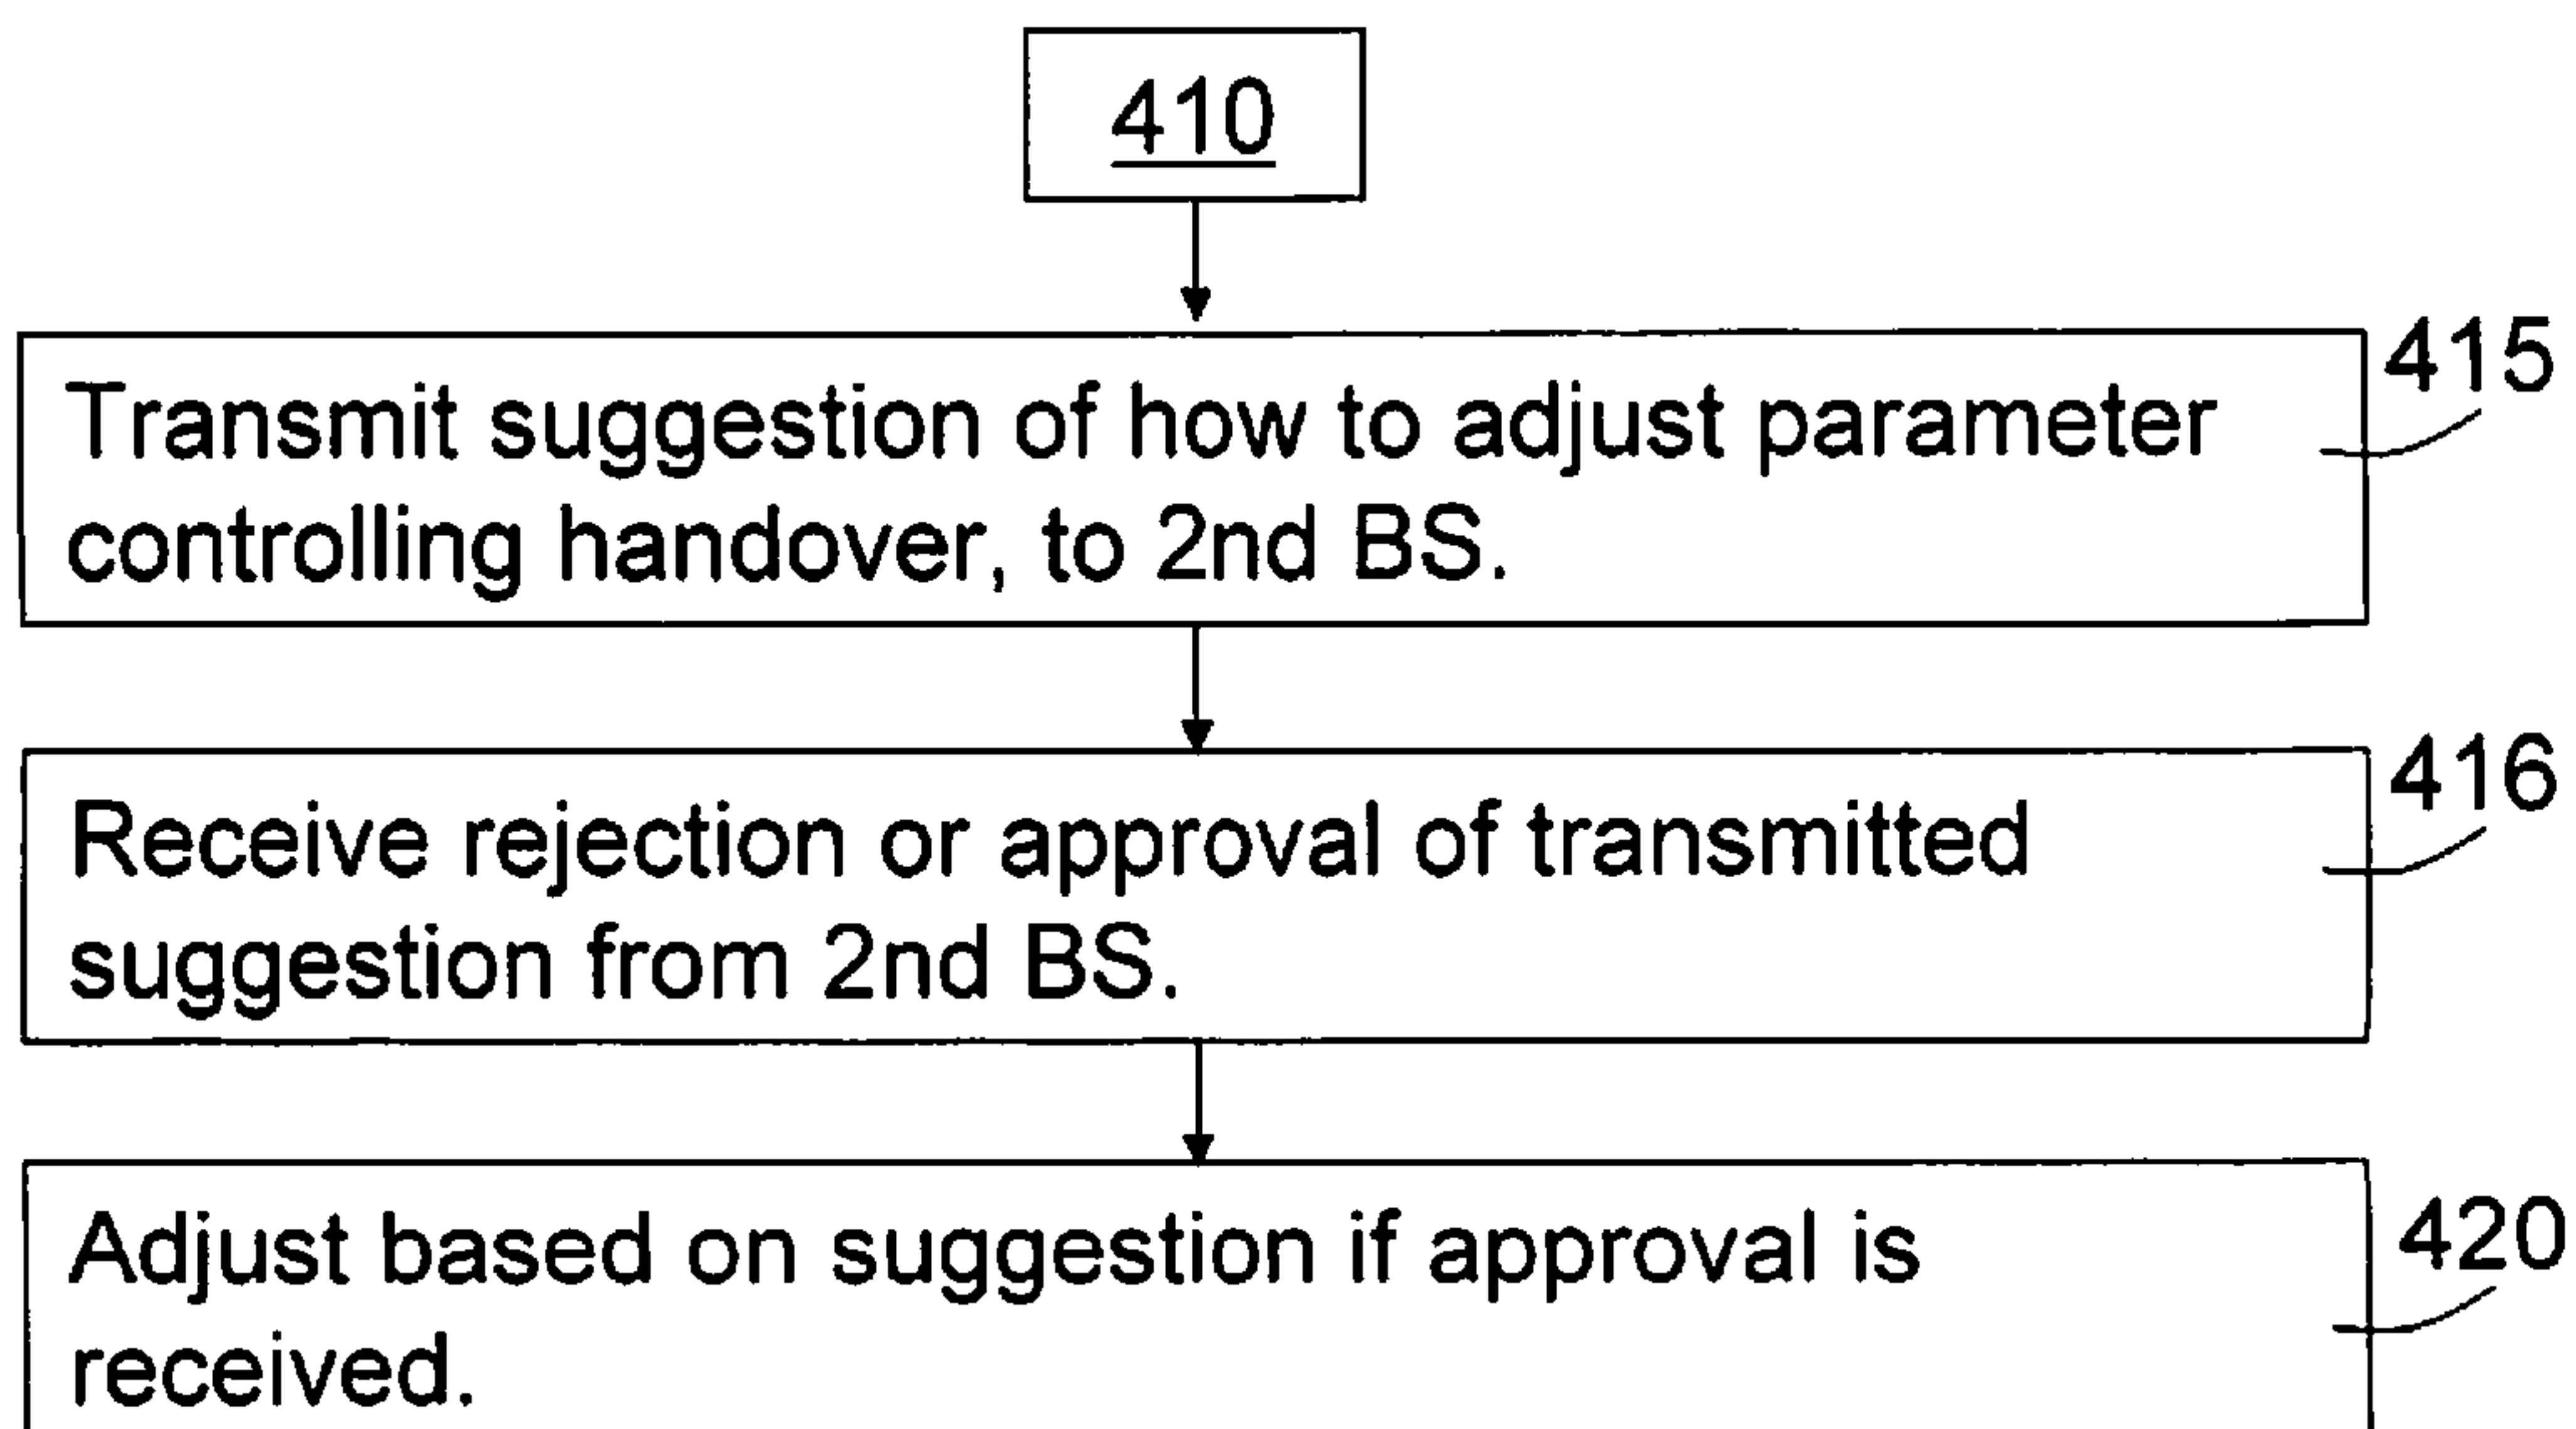 410
415
Transmit suggestion of how to adjust parameter
controlling handover, to 2nd BS.
416
Receive rejection or approval of transmitted
suggestion from 2nd BS.
420
Adjust based on suggestion if approval is
received.